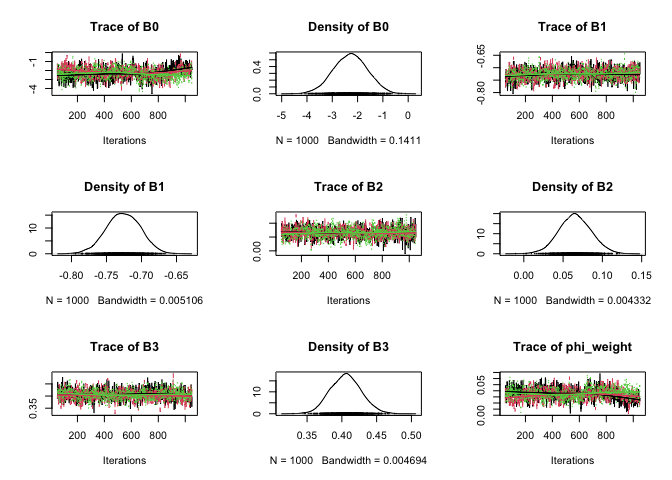 Trace of B0
-1
-4
200 400 600 800
Iterations
Density of B0
0.4
0.0
-5 -4 -3 -2 -1 0
N = 1000 Bandwidth = 0.1411
Trace of B1
-0.65
-0.80
200 400 600 800
Iterations
Density of B1
10
0
-0.80 -0.75 -0.70 -0.65
N = 1000 Bandwidth = 0.005106
Trace of B2
0.00
200 400 600 800
Iterations
Density of B2
10
0
0.00 0.05 0.10 0.15
N = 1000 Bandwidth = 0.004332
Trace of B3
0.35
200 400 600 800
Iterations
Density of B3
10
0
0.35 0.40 0.45 0.50
N = 1000 Bandwidth = 0.004694
Trace of phi_weight
0.05
0.00
200 400 600 800
Iterations